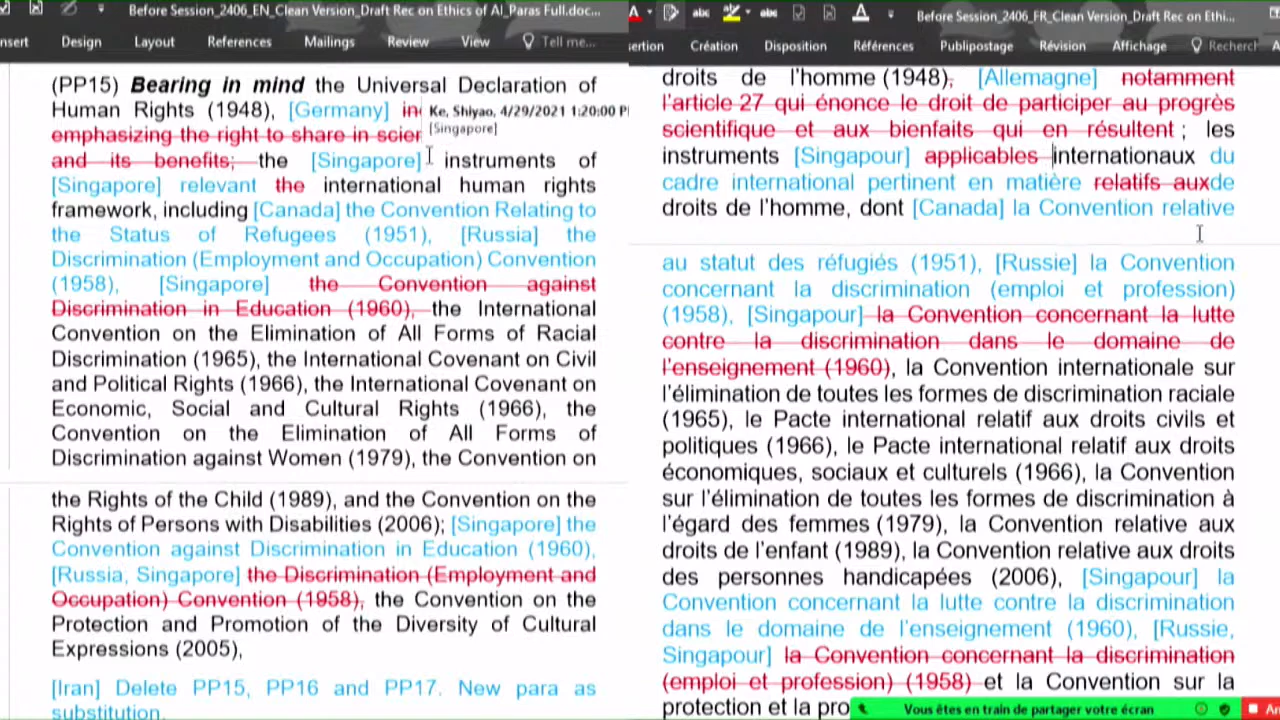 Before Session_2406_EN_Clean Version_Draft Rec on Ethics of AI_Paras Full.doc...
nsert Design Layout References Mailings Review View Tell me...
(PP15) Bearing in mind the Universal Declaration of
Human Rights (1948), [Germany] in
Ke, Shiyao, 4/29/2021 1:20:00 P
[Singapore]
emphasizing the right to share in scier
and its benefits; the [Singapore] instruments of
[Singapore] relevant the international human rights
framework, including [Canada] the Convention Relating to
the Status of Refugees (1951), [Russia] the
Discrimination (Employment and Occupation) Convention
(1958), [Singapore] the Convention against
Discrimination in Education (1960), the International
Convention on the Elimination of All Forms of Racial
Discrimination (1965), the International Covenant on Civil
and Political Rights (1966), the International Covenant on
Economic, Social and Cultural Rights (1966), the
Convention on the Elimination of All Forms of
Discrimination against Women (1979), the Convention on
the Rights of the Child (1989), and the Convention on the
Rights of Persons with Disabilities (2006); [Singapore] the
Convention against Discrimination in Education (1960),
[Russia, Singapore] the Discrimination (Employment and
Occupation) Convention (1958), the Convention on the
Protection and Promotion of the Diversity of Cultural
Expressions (2005),
[Iran] Delete PP15, PP16 and PP17. New para as
substitution.
Before Session_2406_FR_Clean Version_Draft Rec on Ethi...
ertion Création Disposition Références Publipostage Révision Affichage Recherch
droits de l'homme (1948), [Allemagne] notamment
l'article 27 qui énonce le droit de participer au progrès
scientifique et aux bienfaits qui en résultent ; les
instruments [Singapour] applicables internationaux du
cadre international pertinent en matière relatifs auxde
droits de l'homme, dont [Canada] la Convention relative
au statut des réfugiés (1951), [Russie] la Convention
concernant la discrimination (emploi et profession)
(1958), [Singapour] la Convention concernant la lutte
contre la discrimination dans le domaine de
l'enseignement (1960), la Convention internationale sur
l'élimination de toutes les formes de discrimination raciale
(1965), le Pacte international relatif aux droits civils et
politiques (1966), le Pacte international relatif aux droits
économiques, sociaux et culturels (1966), la Convention
sur l'élimination de toutes les formes de discrimination à
l'égard des femmes (1979), la Convention relative aux
droits de l'enfant (1989), la Convention relative aux droits
des personnes handicapées (2006), [Singapour] la
Convention concernant la lutte contre la discrimination
dans le domaine de l'enseignement (1960), [Russie,
Singapour] la Convention concernant la discrimination
(emploi et profession) (1958) et la Convention sur la
protection et la pro
Vous êtes en train de partager votre écran